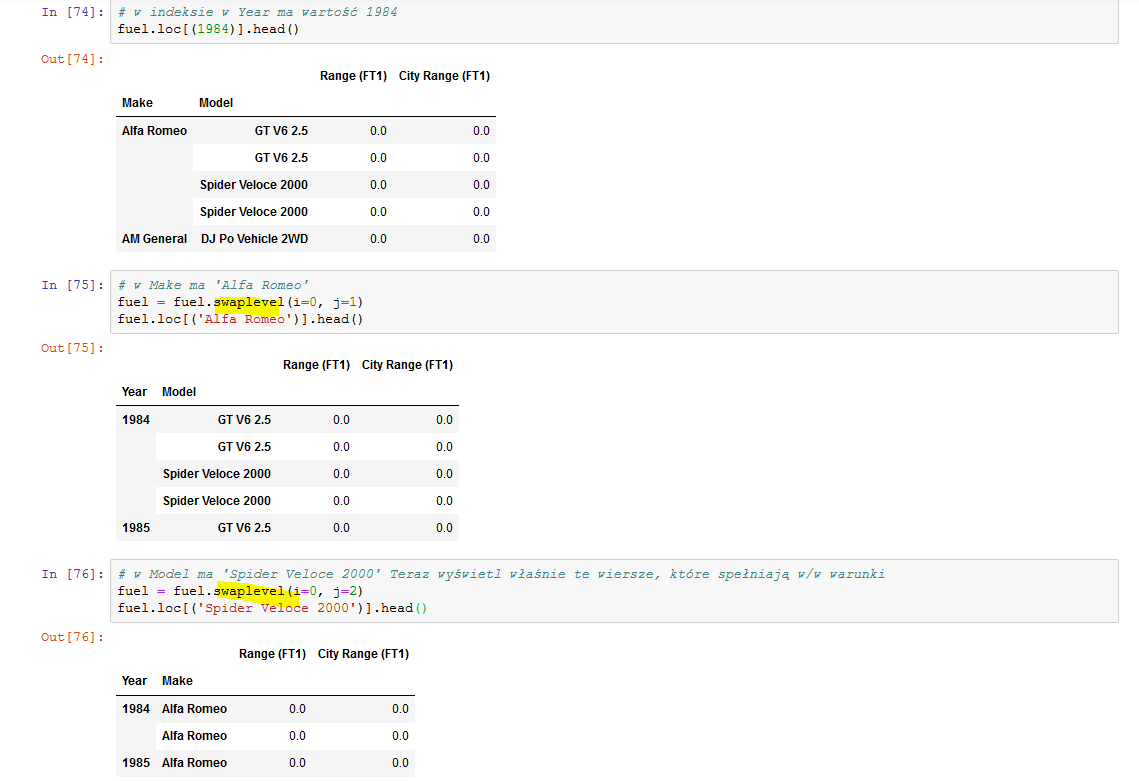 In [74]: # w indeksie w Year ma wartość 1984
fuel.loc[(1984)].head()
Out[74]:
Range (FT1) City Range (FT1)
Make Model
Alfa Romeo GT V6 2.5 0.0 0.0
GT V6 2.5 0.0 0.0
Spider Veloce 2000 0.0 0.0
Spider Veloce 2000 0.0 0.0
AM General DJ Po Vehicle 2WD 0.0 0.0
In [75]: # w Make ma 'Alfa Romeo'
fuel = fuel.swaplevel(i=0, j=1)
fuel.loc[('Alfa Romeo')].head()
Out[75]:
Range (FT1) City Range (FT1)
Year Model
1984 GT V6 2.5 0.0 0.0
GT V6 2.5 0.0 0.0
Spider Veloce 2000 0.0 0.0
Spider Veloce 2000 0.0 0.0
1985 GT V6 2.5 0.0 0.0
In [76]: # w Model ma 'Spider Veloce 2000' Teraz wyświetl właśnie te wiersze, które spełniają w/w warunki
fuel = fuel.swaplevel(i=0, j=2)
fuel.loc[('Spider Veloce 2000')].head()
Out[76]:
Range (FT1) City Range (FT1)
Year Make
1984 Alfa Romeo 0.0 0.0
Alfa Romeo 0.0 0.0
1985 Alfa Romeo 0.0 0.0